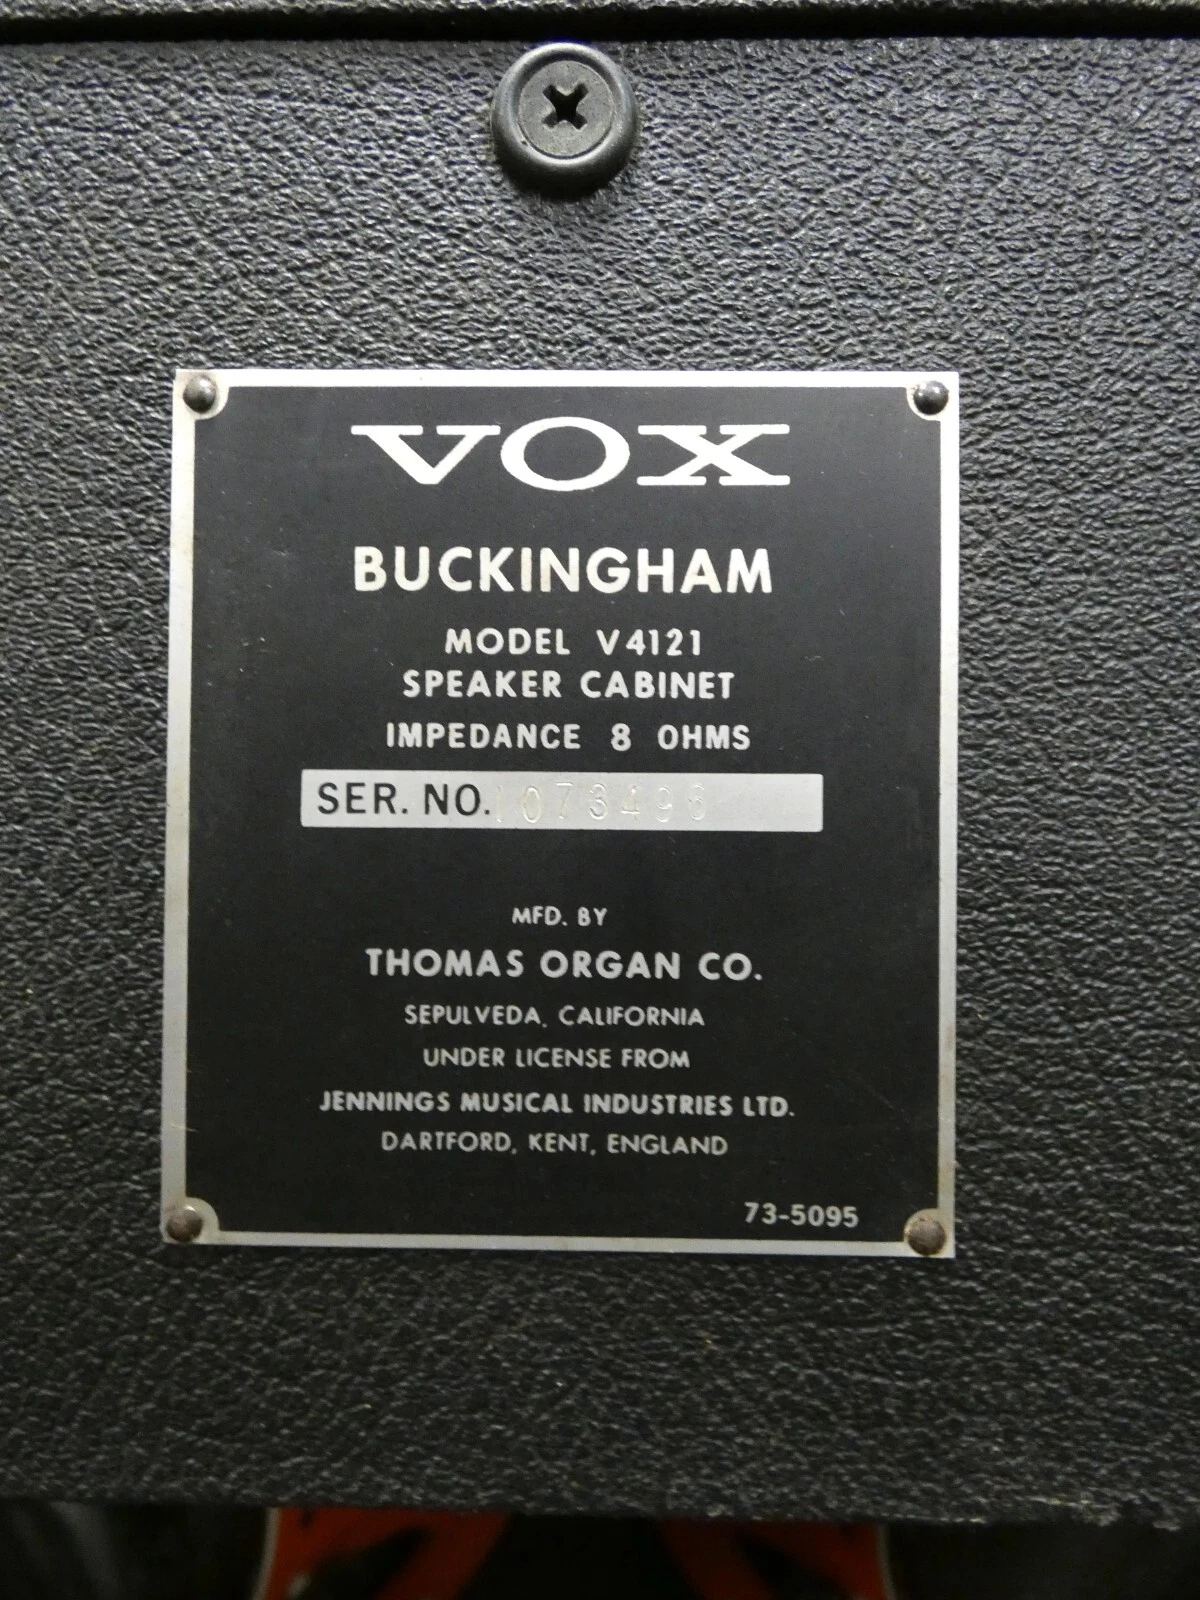 VOX
BUCKINGHAM
MODEL V4121
SPEAKER CABINET
IMPEDANCE 8 OHMS
SER. NO. 1073496
MFD. BY
THOMAS ORGAN CO.
SEPULVEDA, CALIFORNIA
UNDER LICENSE FROM
JENNINGS MUSICAL INDUSTRIES LTD.
DARTFORD, KENT, ENGLAND
73-5095